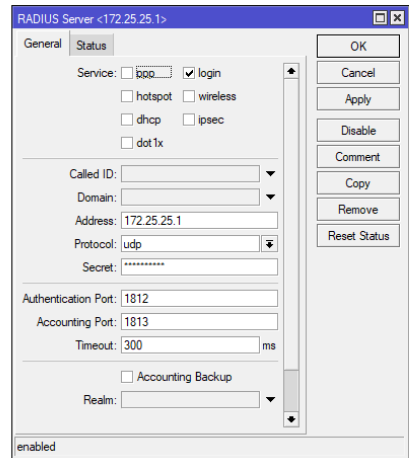 RADIUS Server <172.25.25.1>
General Status
OK
Service: ppp login
Cancel
hotspot wireless
Apply
dhcp ipsec
Disable
dot1x
Comment
Called ID:
Copy
Domain:
Remove
Address: 172.25.25.1
Reset Status
Protocol: udp
Secret: **********
Authentication Port: 1812
Accounting Port: 1813
Timeout: 300 ms
Accounting Backup
Realm:
enabled